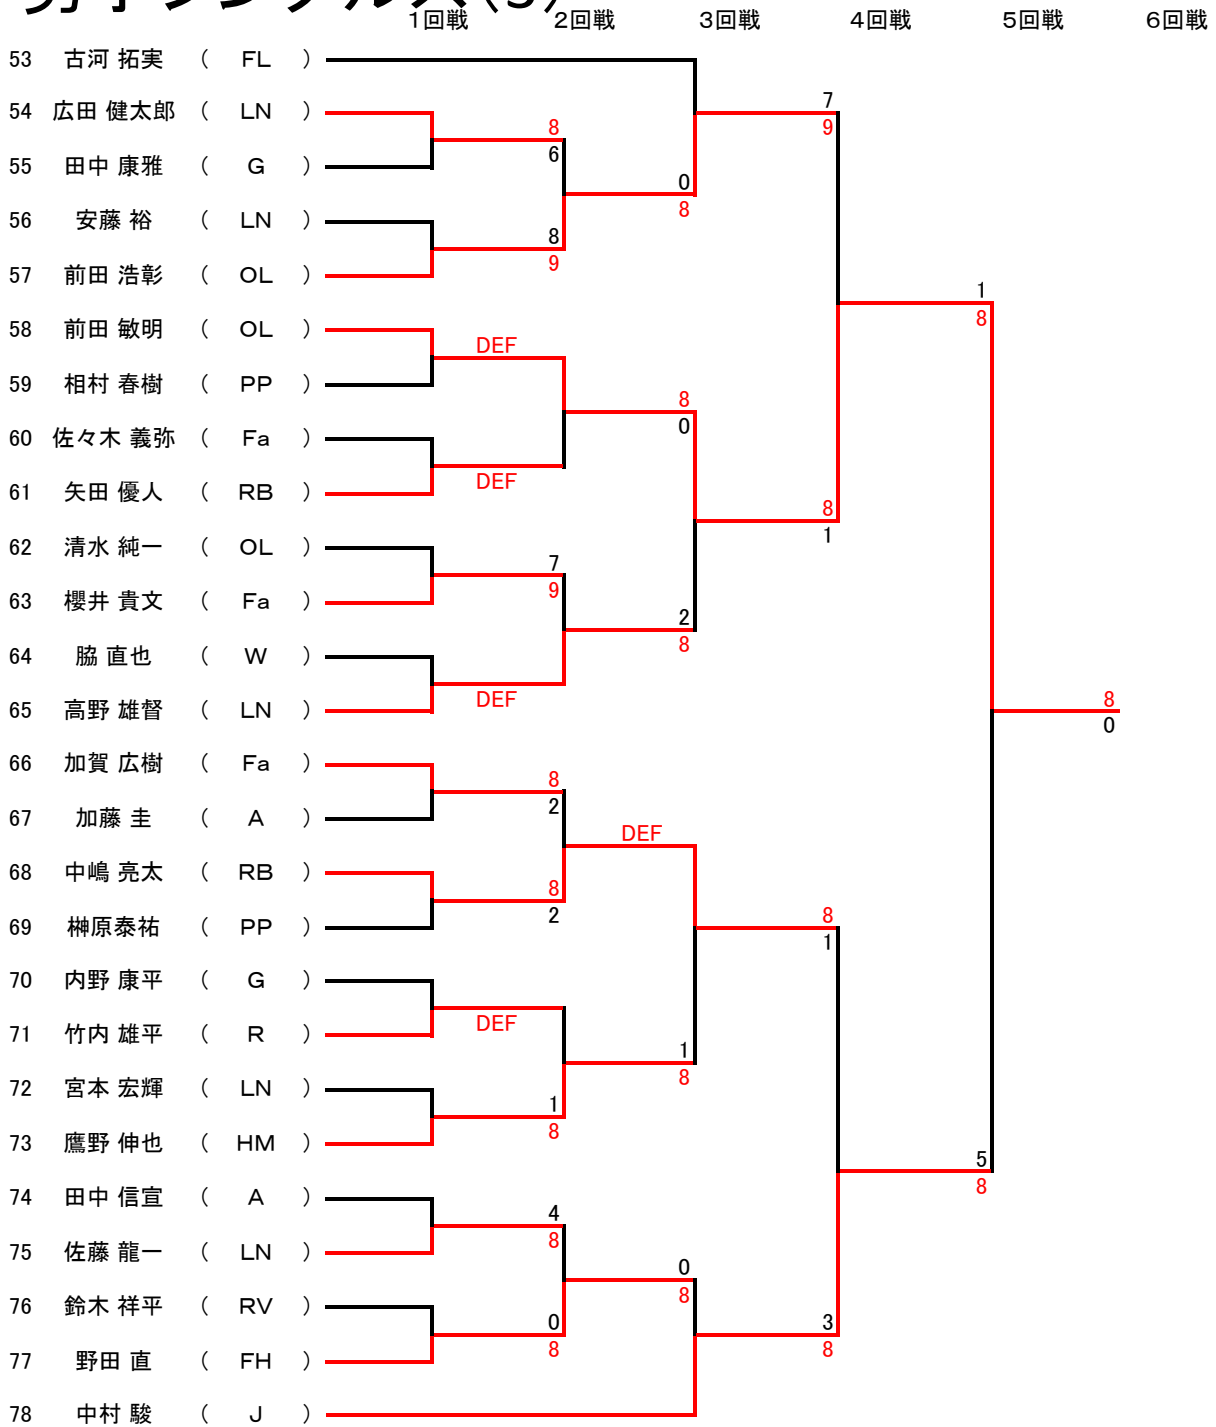 男子シングルス(3)
1回戦 2回戦 3回戦 4回戦 5回戦 6回戦
53 古河 拓実 ( FL )
54 広田 健太郎 ( LN )
55 田中 康雅 ( G )
56 安藤 裕 ( LN )
57 前田 浩彰 ( OL )
58 前田 敏明 ( OL )
59 相村 春樹 ( PP )
60 佐々木 義弥 ( Fa )
61 矢田 優人 ( RB )
62 清水 純一 ( OL )
63 櫻井 貴文 ( Fa )
64 脇 直也 ( W )
65 高野 雄督 ( LN )
66 加賀 広樹 ( Fa )
67 加藤 圭 ( A )
68 中嶋 亮太 ( RB )
69 榊原泰祐 ( PP )
70 内野 康平 ( G )
71 竹内 雄平 ( R )
72 宮本 宏輝 ( LN )
73 鷹野 伸也 ( HM )
74 田中 信宣 ( A )
75 佐藤 龍一 ( LN )
76 鈴木 祥平 ( RV )
77 野田 直 ( FH )
78 中村 駿 ( J )
8
6
8
9
DEF
DEF
7
9
DEF
8
2
8
2
DEF
1
8
4
8
0
8
0
8
8
0
2
8
DEF
1
8
0
8
7
9
8
1
8
1
3
8
1
8
5
8
8
0